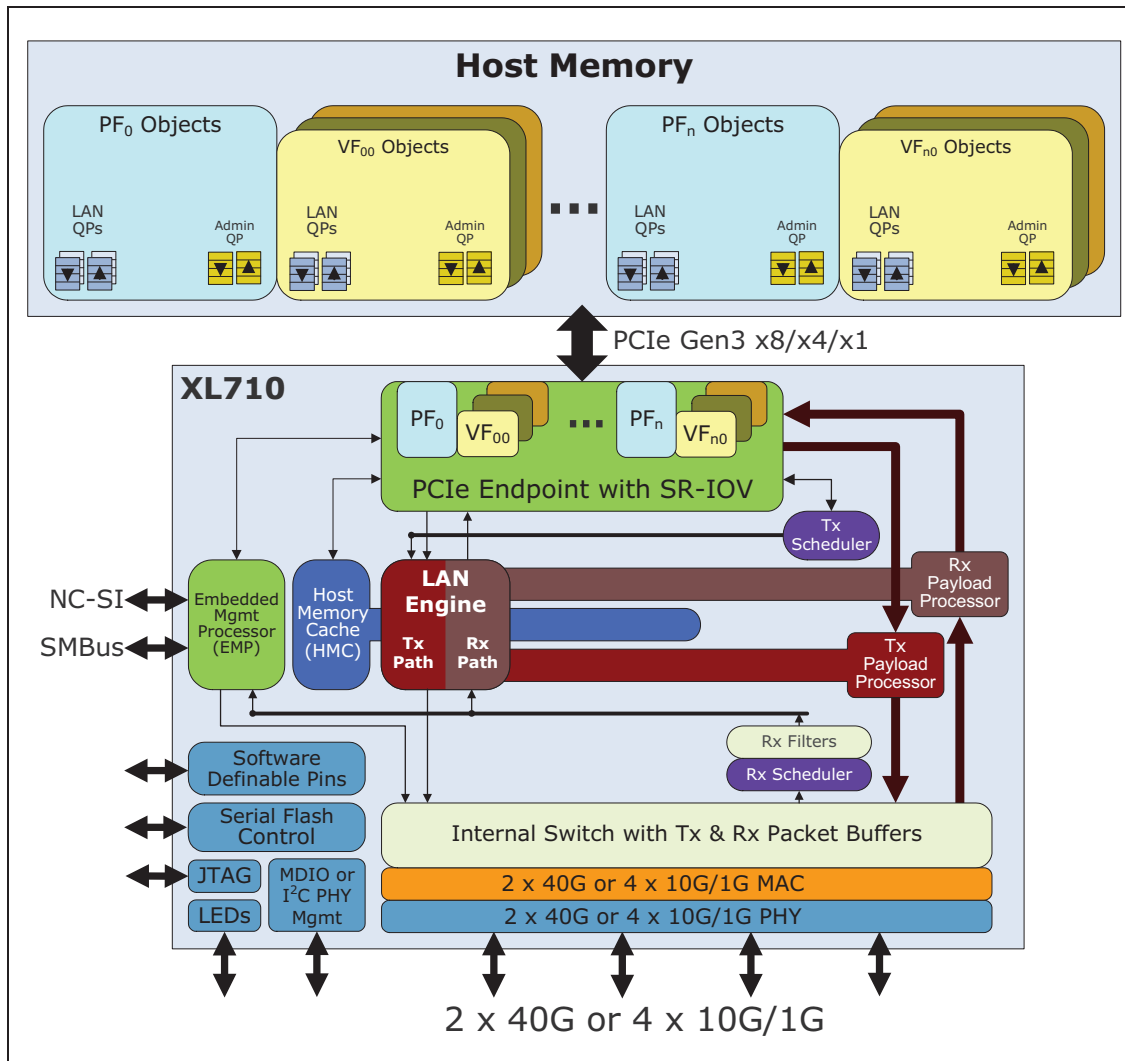 Host Memory
PF0 Objects
VF00 Objects
PFn Objects
VFn0 Objects
LAN
QPs
Admin
QP
LAN
QPs
Admin
QP
...
LAN
QPs
Admin
QP
LAN
QPs
Admin
QP
PCIe Gen3 x8/x4/x1
XL710
PF0
VF00
...
PFn
VFn0
PCIe Endpoint with SR-IOV
Tx
Scheduler
Rx
Payload
Processor
NC-SI
SMBus
Embedded
Mgmt
Processor
(EMP)
Host
Memory
Cache
(HMC)
LAN
Engine
Tx
Path
Rx
Path
Tx
Payload
Processor
Rx Filters
Rx Scheduler
Software
Definable Pins
Serial Flash
Control
JTAG
LEDs
MDIO or
I2C PHY
Mgmt
Internal Switch with Tx & Rx Packet Buffers
2 x 40G or 4 x 10G/1G MAC
2 x 40G or 4 x 10G/1G PHY
2 x 40G or 4 x 10G/1G